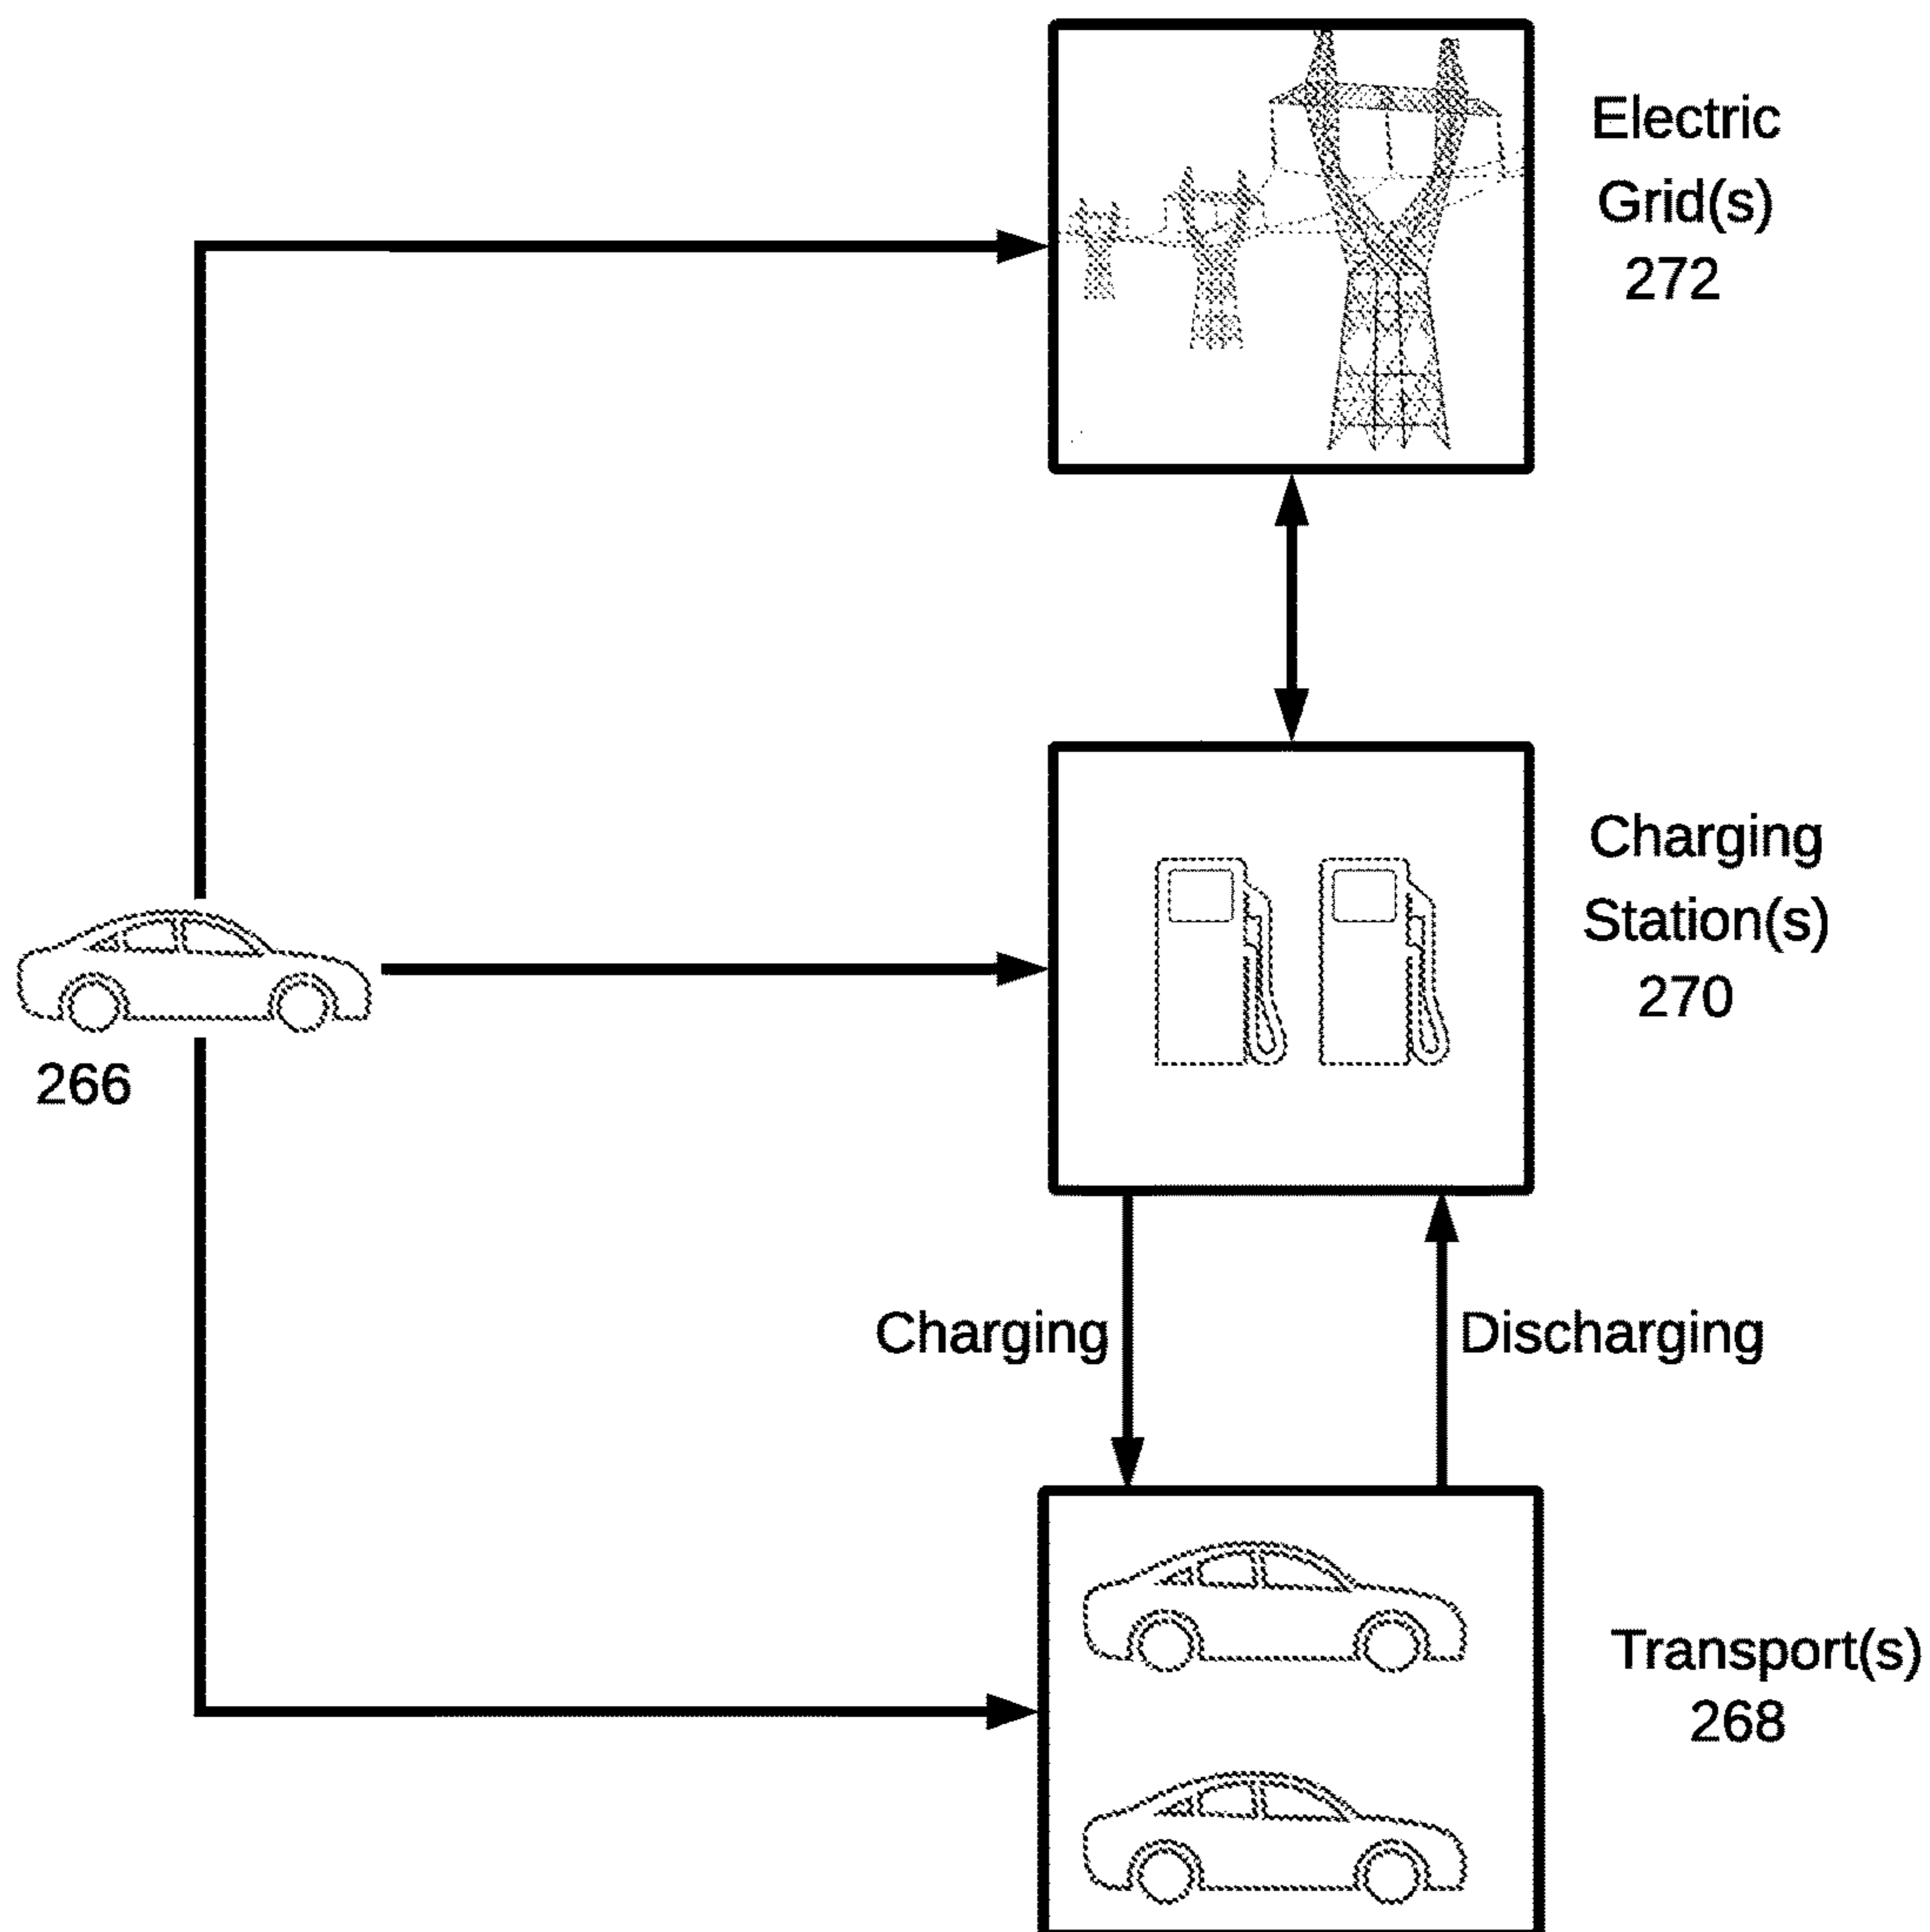 Electric
Grid(s)
272
Charging
Station(s)
270
266
Charging
Discharging
Transport(s)
268